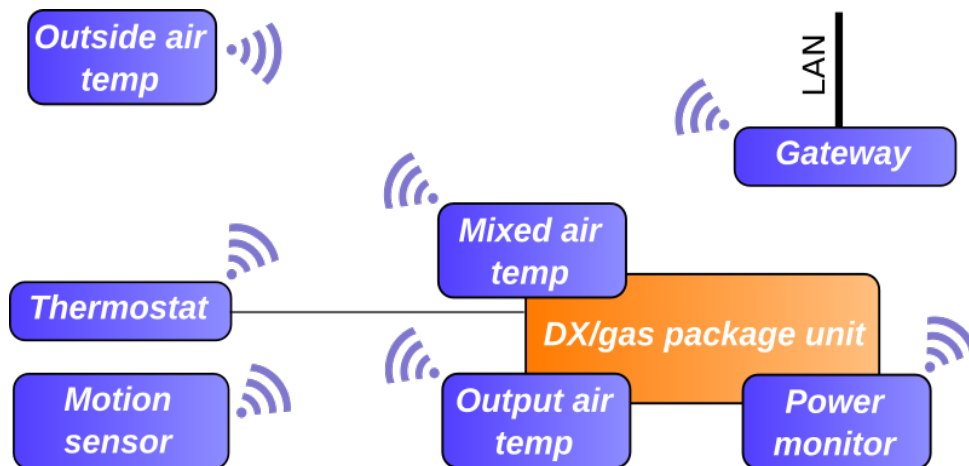 Outside air
temp
LAN
Gateway
Mixed air
temp
Thermostat
DX/gas package unit
Motion
sensor
Output air
temp
Power
monitor